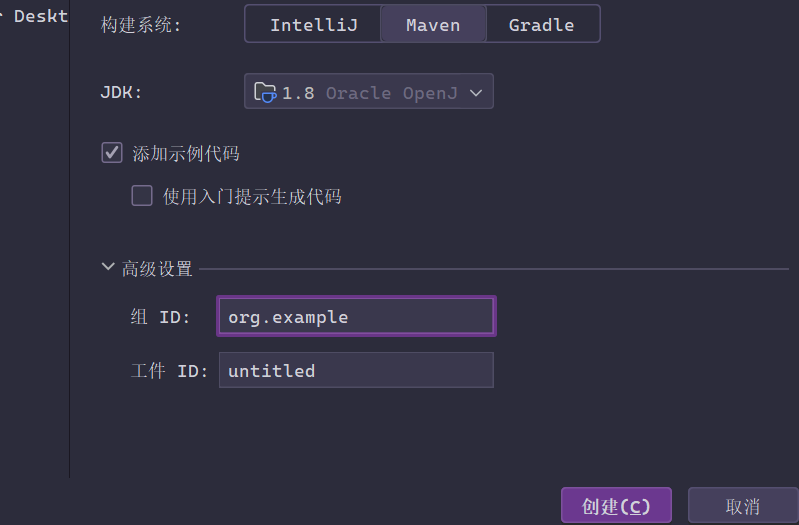 Deskt
构建系统: IntelliJ Maven Gradle
JDK: 1.8 Oracle OpenJ
添加示例代码
使用入门提示生成代码
高级设置
组 ID: org.example
工件 ID: untitled
创建(C) 取消